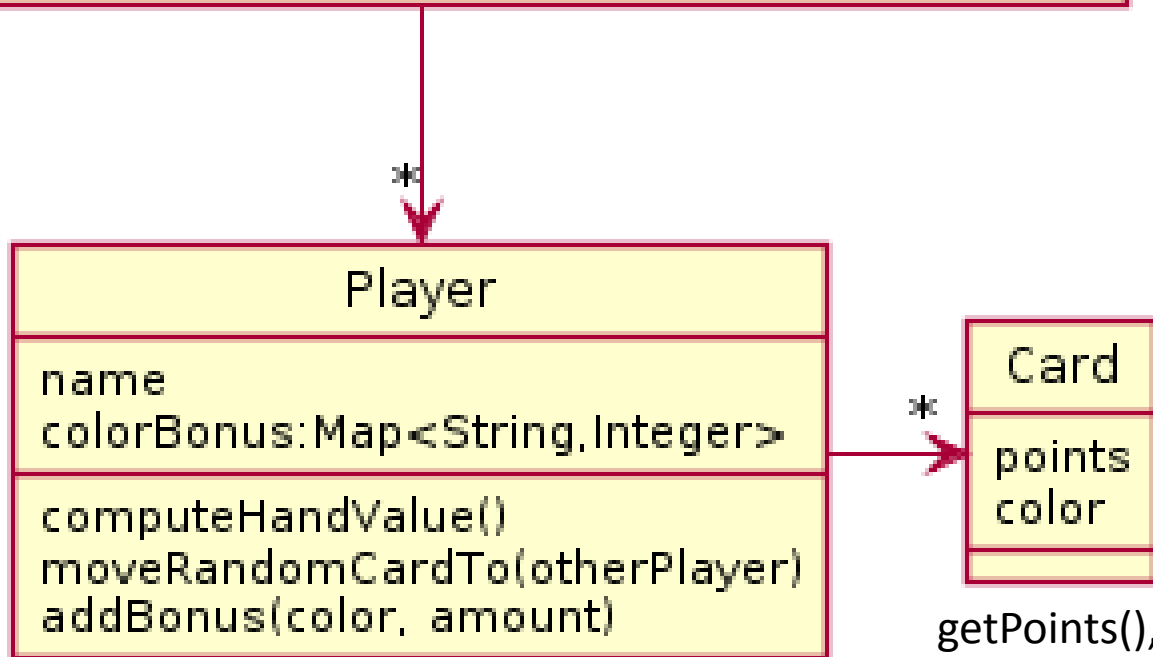 *
Player
name
colorBonus:Map<String,Integer>
computeHandValue()
moveRandomCardTo(otherPlayer)
addBonus(color, amount)
*
Card
points
color
getPoints(),